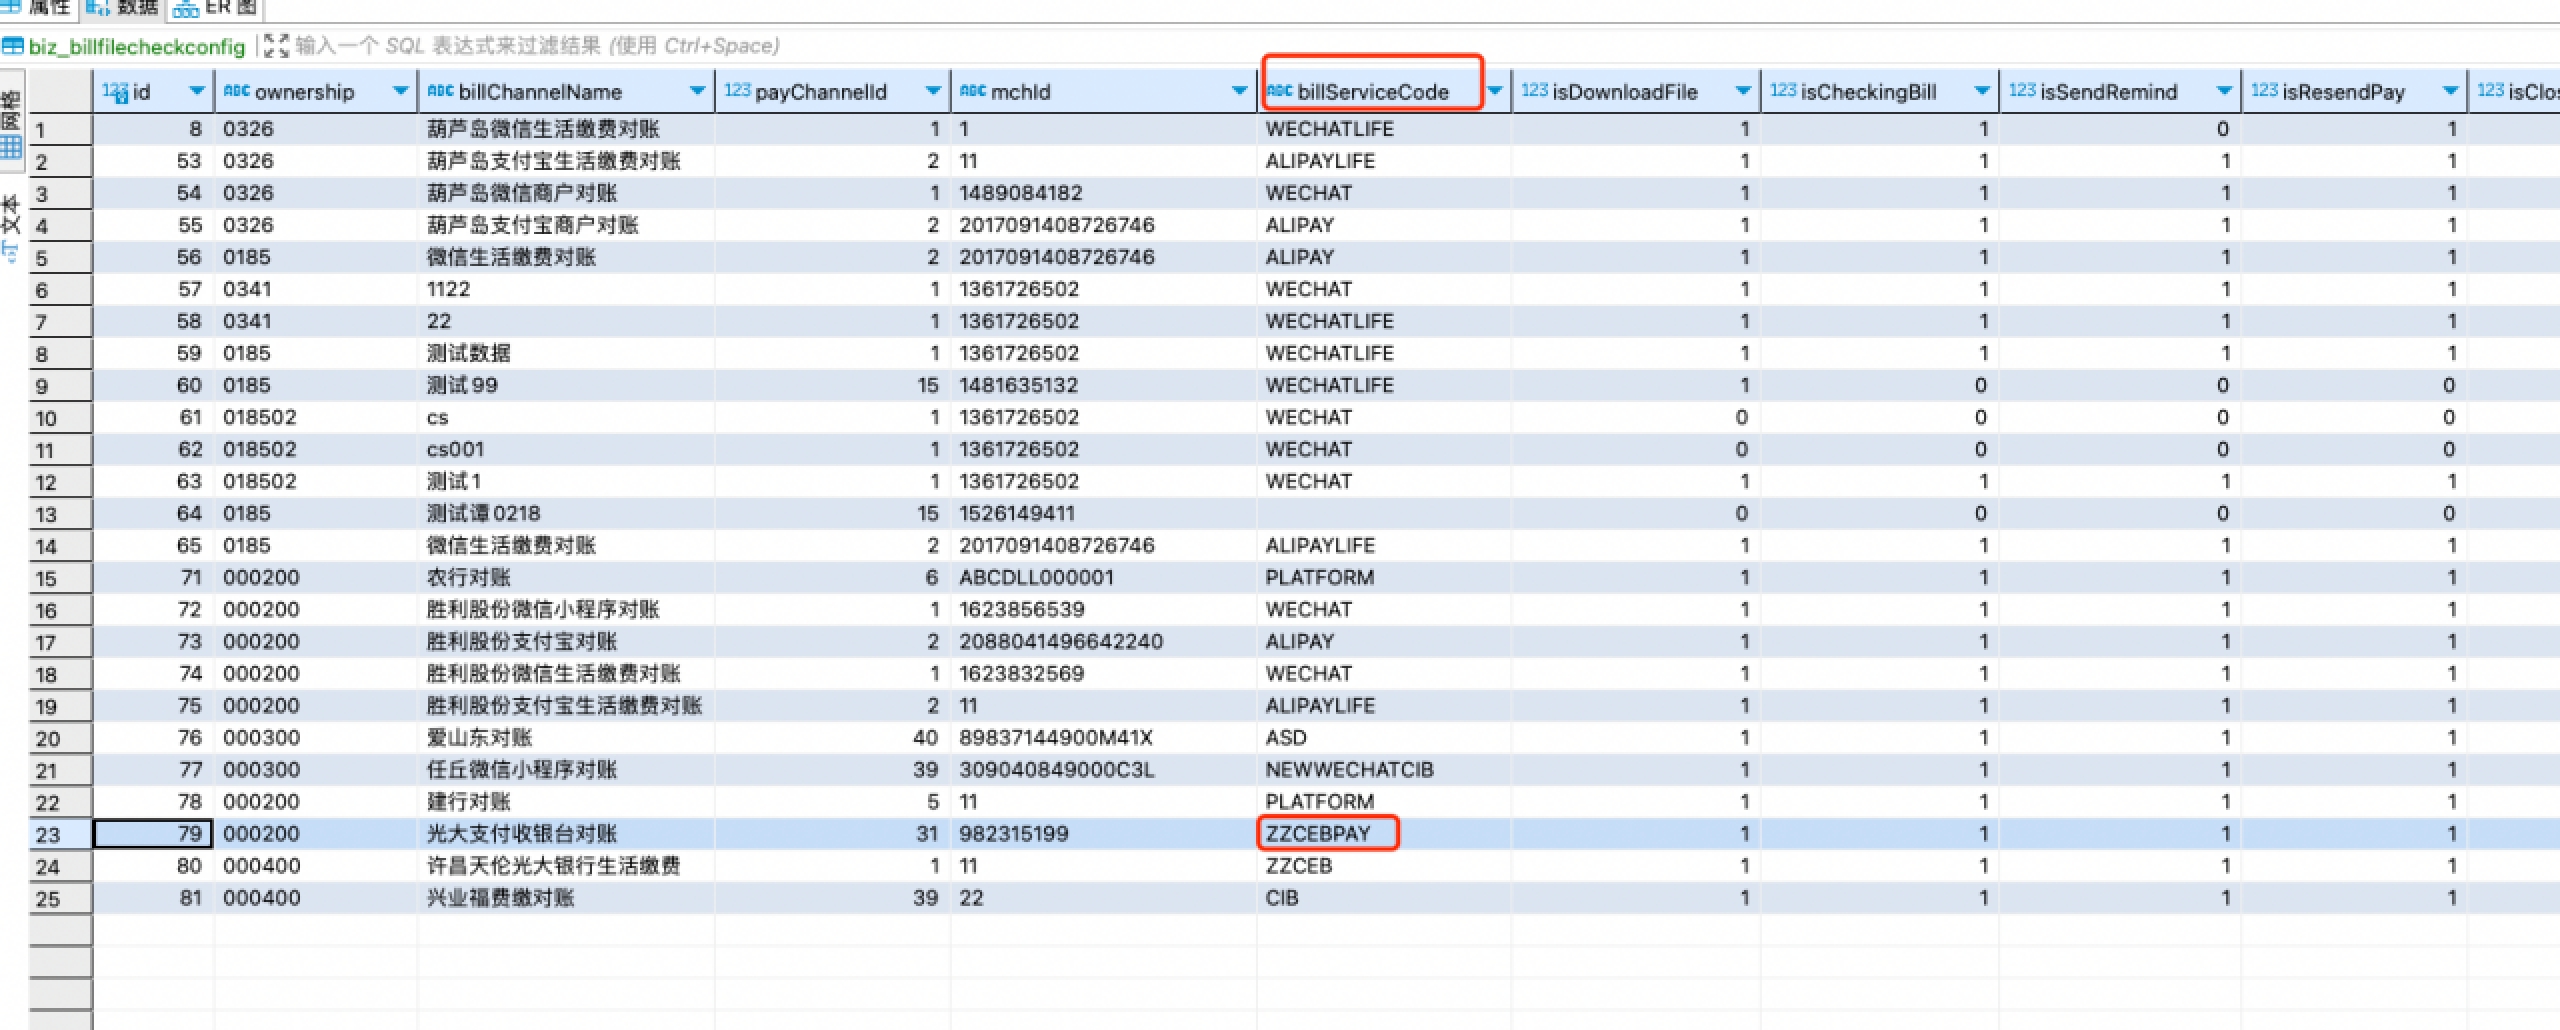 属性 数据 ER 图
biz_billfilecheckconfig 输入一个 SQL 表达式来过滤结果 (使用 Ctrl+Space)
网格
文本
123 id ABC ownership ABC billChannelName 123 payChannelId ABC mchId ABC billServiceCode 123 isDownloadFile 123 isCheckingBill 123 isSendRemind 123 isResendPay 123 isClos
1 8 0326 葫芦岛微信生活缴费对账 1 1 WECHATLIFE 1 1 0 1
2 53 0326 葫芦岛支付宝生活缴费对账 2 11 ALIPAYLIFE 1 1 1 1
3 54 0326 葫芦岛微信商户对账 1 1489084182 WECHAT 1 1 1 1
4 55 0326 葫芦岛支付宝商户对账 2 2017091408726746 ALIPAY 1 1 1 1
5 56 0185 微信生活缴费对账 2 2017091408726746 ALIPAY 1 1 1 1
6 57 0341 1122 1 1361726502 WECHAT 1 1 1 1
7 58 0341 22 1 1361726502 WECHATLIFE 1 1 1 1
8 59 0185 测试数据 1 1361726502 WECHATLIFE 1 1 1 1
9 60 0185 测试99 15 1481635132 WECHATLIFE 1 0 0 0
10 61 018502 cs 1 1361726502 WECHAT 0 0 0 0
11 62 018502 cs001 1 1361726502 WECHAT 0 0 0 0
12 63 018502 测试1 1 1361726502 WECHAT 1 1 1 1
13 64 0185 测试谭0218 15 1526149411 0 0 0 0
14 65 0185 微信生活缴费对账 2 2017091408726746 ALIPAYLIFE 1 1 1 1
15 71 000200 农行对账 6 ABCDLL000001 PLATFORM 1 1 1 1
16 72 000200 胜利股份微信小程序对账 1 1623856539 WECHAT 1 1 1 1
17 73 000200 胜利股份支付宝对账 2 2088041496642240 ALIPAY 1 1 1 1
18 74 000200 胜利股份微信生活缴费对账 1 1623832569 WECHAT 1 1 1 1
19 75 000200 胜利股份支付宝生活缴费对账 2 11 ALIPAYLIFE 1 1 1 1
20 76 000300 爱山东对账 40 89837144900M41X ASD 1 1 1 1
21 77 000300 任丘微信小程序对账 39 309040849000C3L NEWWECHATCIB 1 1 1 1
22 78 000200 建行对账 5 11 PLATFORM 1 1 1 1
23 79 000200 光大支付收银台对账 31 982315199 ZZCEBPAY 1 1 1 1
24 80 000400 许昌天伦光大银行生活缴费 1 11 ZZCEB 1 1 1 1
25 81 000400 兴业福费缴对账 39 22 CIB 1 1 1 1